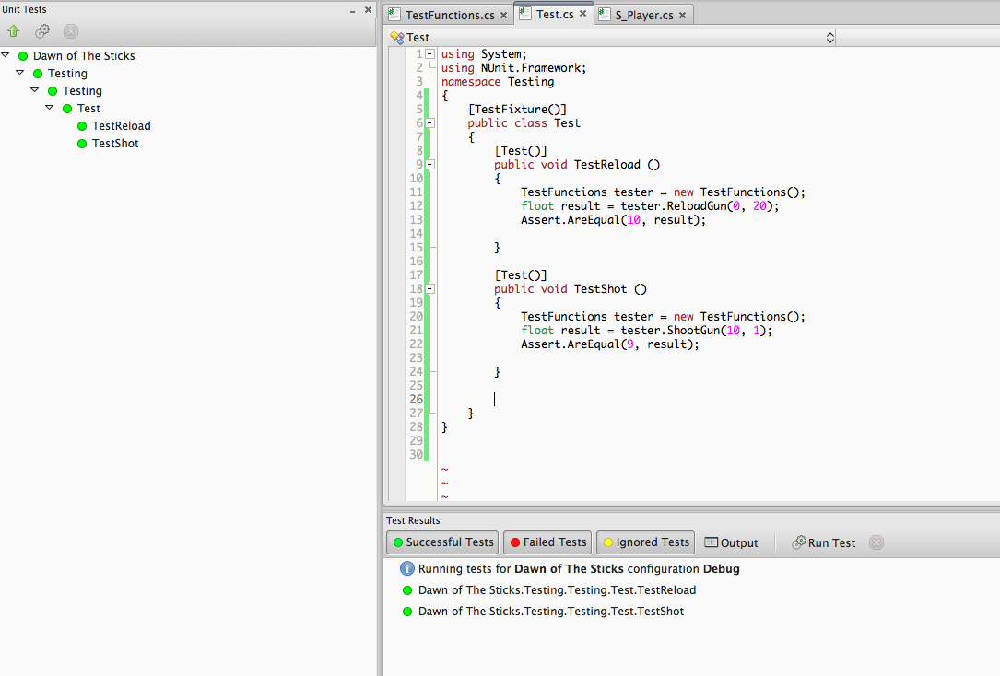 Unit Tests
Dawn of The Sticks
Testing
Testing
Test
TestReload
TestShot
TestFunctions.cs
Test.cs
S_Player.cs
Test
1 using System;
2 using NUnit.Framework;
3 namespace Testing
4 {
5 [TestFixture()]
6 public class Test
7 {
8 [Test()]
9 public void TestReload ()
10 {
11 TestFunctions tester = new TestFunctions();
12 float result = tester.ReloadGun(0, 20);
13 Assert.AreEqual(10, result);
14
15 }
16
17 [Test()]
18 public void TestShot ()
19 {
20 TestFunctions tester = new TestFunctions();
21 float result = tester.ShootGun(10, 1);
22 Assert.AreEqual(9, result);
23
24 }
25
26
27 }
28 }
29
30
~
~
~
Test Results
Successful Tests Failed Tests Ignored Tests Output Run Test
Running tests for Dawn of The Sticks configuration Debug
Dawn of The Sticks.Testing.Testing.Test.TestReload
Dawn of The Sticks.Testing.Testing.Test.TestShot